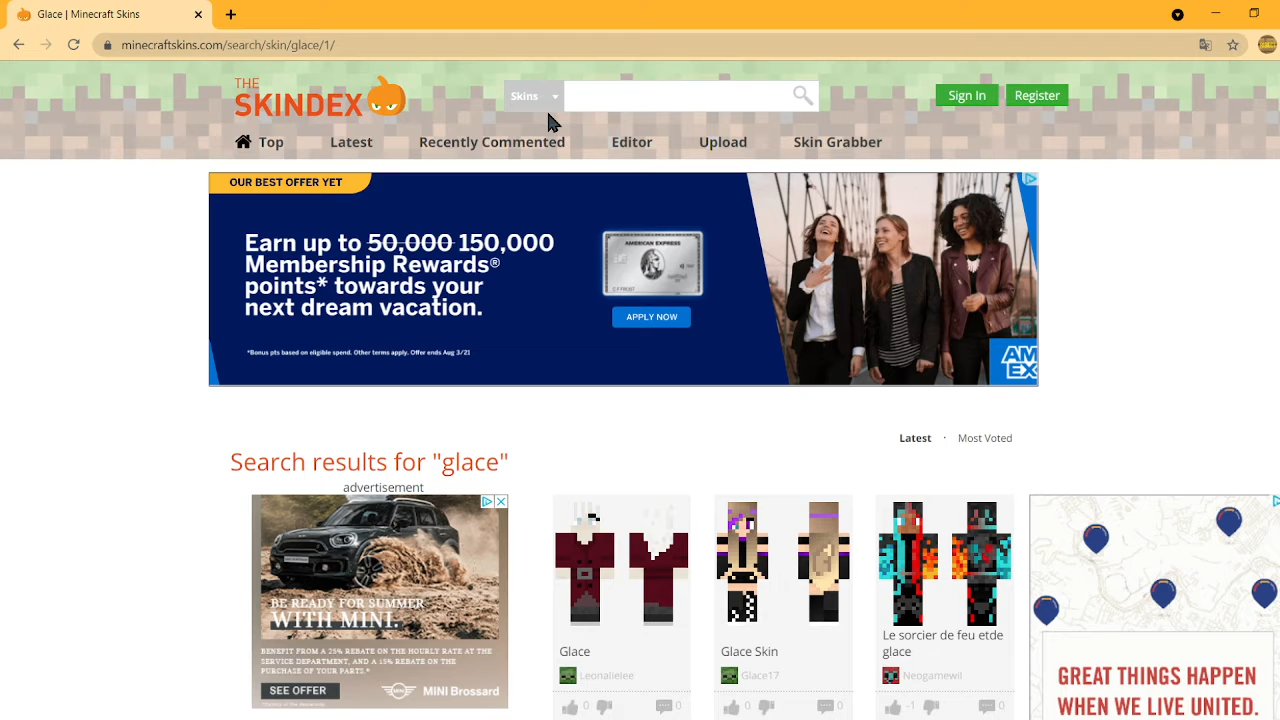 Glace | Minecraft Skins
minecraftskins.com/search/skin/glace/1/
THE
SKINDEX
Skins
Sign In
Register
Top
Latest
Recently Commented
Editor
Upload
Skin Grabber
OUR BEST OFFER YET
Earn up to 50,000 150,000
Membership Rewards®
points* towards your
next dream vacation.
*Bonus pts based on eligible spend. Other terms apply. Offer ends Aug 3/21
AMERICAN EXPRESS
C F FROST
APPLY NOW
AM
EX
Latest · Most Voted
Search results for "glace"
advertisement
BE READY FOR SUMMER
WITH MINI.
BENEFIT FROM A 25% REBATE ON THE HOURLY RATE AT THE
SERVICE DEPARTMENT, AND A 15% REBATE ON THE
PURCHASE OF YOUR PARTS.*
SEE OFFER
MINI Brossard
Glace
Leonalielee
0
0
Glace Skin
Glace17
0
0
Le sorcier de feu etde
glace
Neogamewil
-1
0
GREAT THINGS HAPPEN
WHEN WE LIVE UNITED.